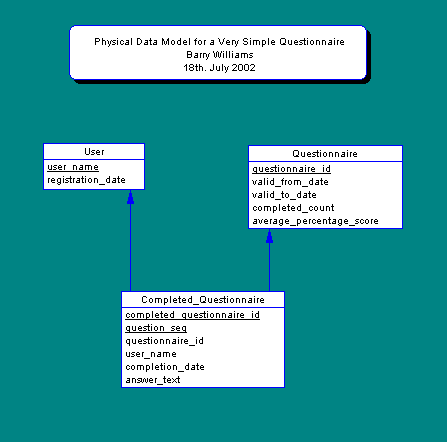 Physical Data Model for a Very Simple Questionnaire
Barry Williams
18th. July 2002
User
user_name
registration_date
Questionnaire
questionnaire_id
valid_from_date
valid_to_date
completed_count
average_percentage_score
Completed_Questionnaire
completed_questionnaire_id
question_seq
questionnaire_id
user_name
completion_date
answer_text